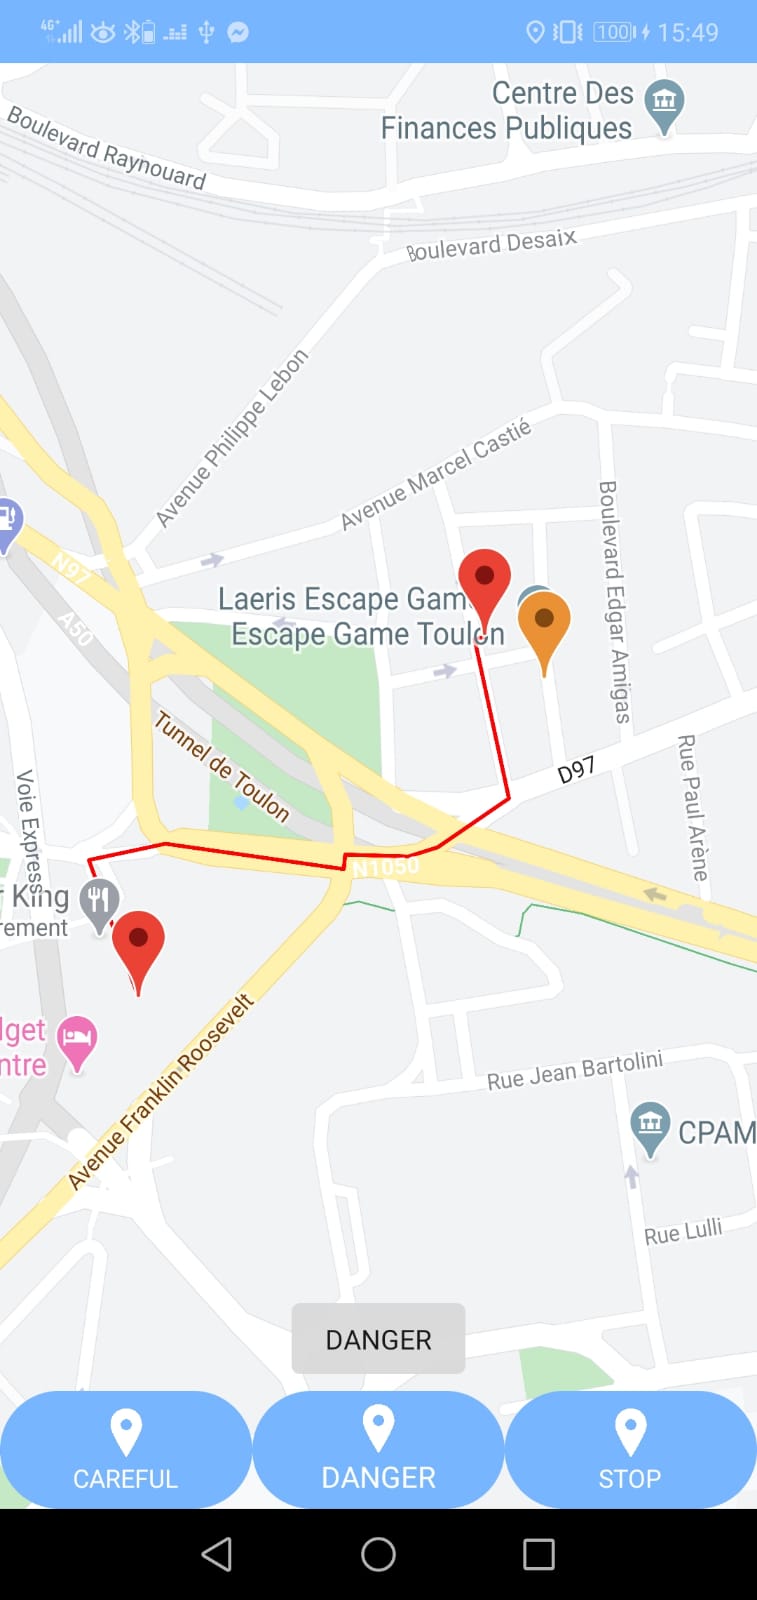 4G+
100
15:49
Centre Des
Finances Publiques
Boulevard Raynouard
Boulevard Desaix
Avenue Philippe Lebon
Avenue Marcel Castié
Boulevard Edgar Amigas
N97
A50
Laeris Escape Gam
Escape Game Toulon
Tunnel de Toulon
D97
Rue Paul Arène
Voie Express
N1050
r King
rement
dget
ntre
Avenue Franklin Roosevelt
Rue Jean Bartolini
CPAM
Rue Lulli
DANGER
CAREFUL
DANGER
STOP